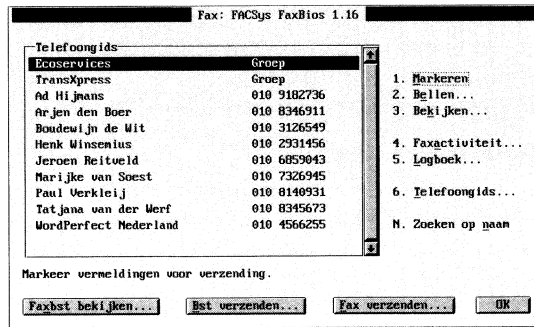 Fax: FACSys FaxBios 1.16
Telefoongids
Ecoservices Groep
TransXpress Groep
Ad Hijmans 010 9182736
Arjen den Boer 010 8346911
Boudewijn de Wit 010 3126549
Henk Winsemius 010 2931456
Jeroen Reitveld 010 6859043
Marijke van Soest 010 7326945
Paul Verkleij 010 8140931
Tatjana van der Werf 010 8345673
WordPerfect Nederland 010 4566255
1. Markeren
2. Bellen...
3. Bekijken...
4. Faxactiviteit...
5. Logboek...
6. Telefoongids...
N. Zoeken op naam
Markeer vermeldingen voor verzending.
Faxbst bekijken... Bst verzenden... Fax verzenden... OK